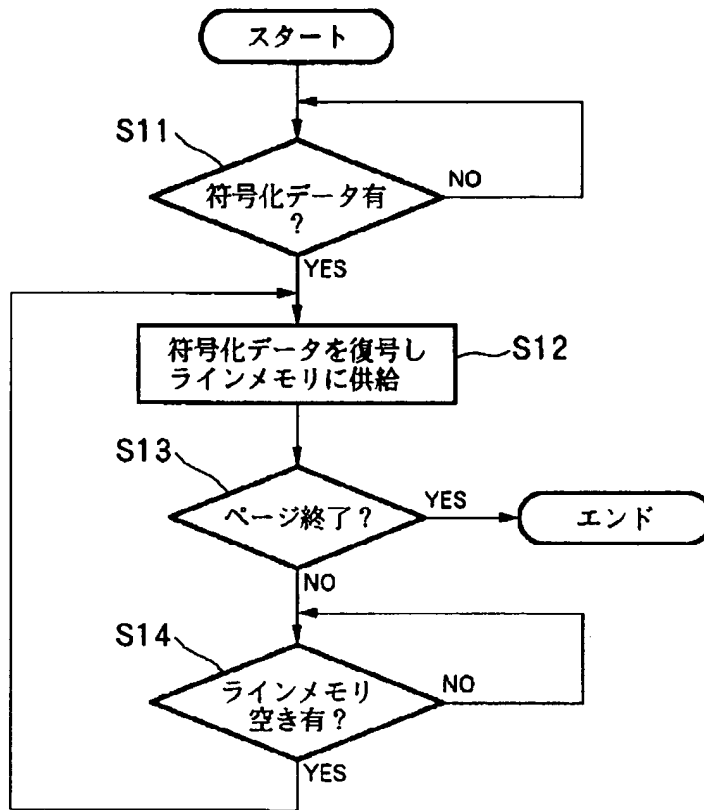 スタート
S11
符号化データ有
?
NO
YES
符号化データを復号し
ラインメモリに供給
S12
S13
ページ終了?
YES
エンド
NO
S14
ラインメモリ
空き有?
NO
YES